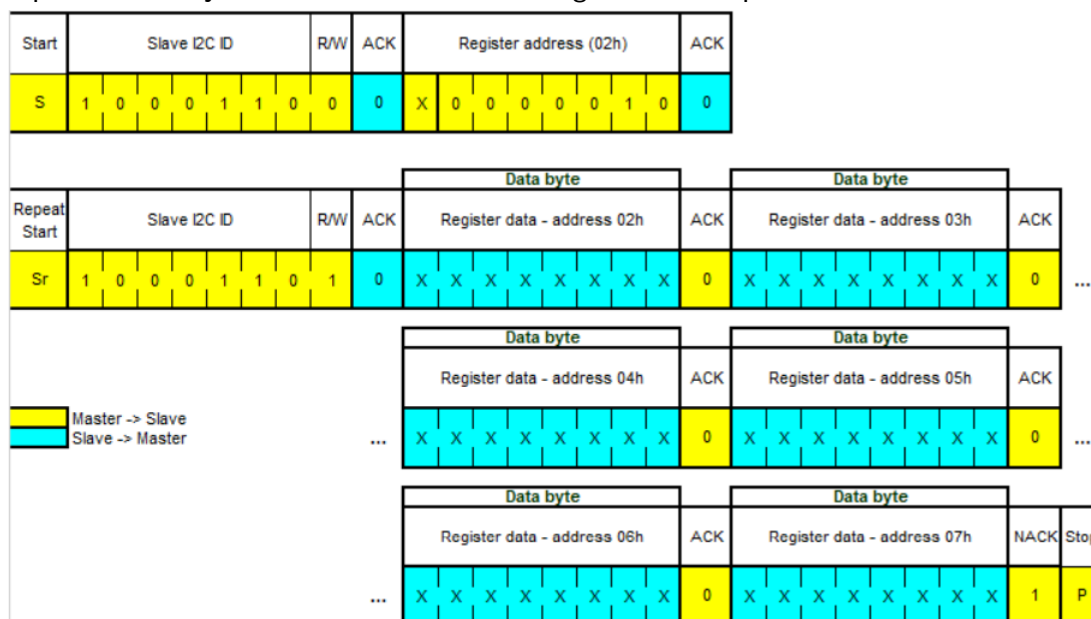 Start Slave I2C ID R/W ACK Register address (02h) ACK
S 1 0 0 0 1 1 0 0 0 X 0 0 0 0 0 1 0 0
Data byte Data byte
Repeat Start Slave I2C ID R/W ACK Register data - address 02h ACK Register data - address 03h ACK
Sr 1 0 0 0 1 1 0 1 0 X X X X X X X X 0 X X X X X X X X 0 ...
Data byte Data byte
Register data - address 04h ACK Register data - address 05h ACK
Master -> Slave
Slave -> Master
... X X X X X X X X 0 X X X X X X X X 0 ...
Data byte Data byte
Register data - address 06h ACK Register data - address 07h NACK Stop
... X X X X X X X X 0 X X X X X X X X 1 P